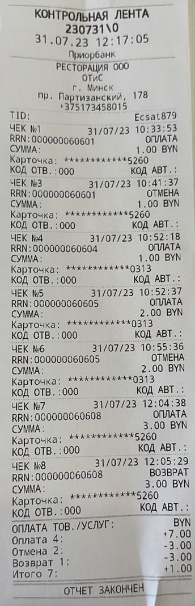 КОНТРОЛЬНАЯ ЛЕНТА
230731\0
31.07.23 12:17:05
Приорбанк
РЕСТОРАЦИЯ ООО
ОТиС
г. Минск
пр. Партизанский, 178
+375173458015
TID: Ecsat879
ЧЕК №1 31/07/23 10:33:53
RRN:000000060601 ОПЛАТА
СУММА: 1.00 BYN
Карточка: ************5260
КОД ОТВ.:000 КОД АВТ.:
ЧЕК №3 31/07/23 10:41:37
RRN:000000060601 ОТМЕНА
СУММА: 1.00 BYN
Карточка: ************5260
КОД ОТВ.:000 КОД АВТ.:
ЧЕК №4 31/07/23 10:52:18
RRN:000000060604 ОПЛАТА
СУММА: 1.00 BYN
Карточка: ************0313
КОД ОТВ.:000 КОД АВТ.:
ЧЕК №5 31/07/23 10:52:37
RRN:000000060605 ОПЛАТА
СУММА: 2.00 BYN
Карточка: ************0313
КОД ОТВ.:000 КОД АВТ.:
ЧЕК №6 31/07/23 10:55:36
RRN:000000060605 ОТМЕНА
СУММА: 2.00 BYN
Карточка: ************0313
КОД ОТВ.:000 КОД АВТ.:
ЧЕК №7 31/07/23 12:04:38
RRN:000000060608 ОПЛАТА
СУММА: 3.00 BYN
Карточка: ************5260
КОД ОТВ.:000 КОД АВТ.:
ЧЕК №8 31/07/23 12:05:29
RRN:000000060608 ВОЗВРАТ
СУММА: 3.00 BYN
Карточка: ************5260
КОД ОТВ.:000 КОД АВТ.:
ОПЛАТА ТОВ./УСЛУГ: BYN
Оплата 4: +7.00
Отмена 2: -3.00
Возврат 1: -3.00
Итого 7: +1.00
ОТЧЕТ ЗАКОНЧЕН